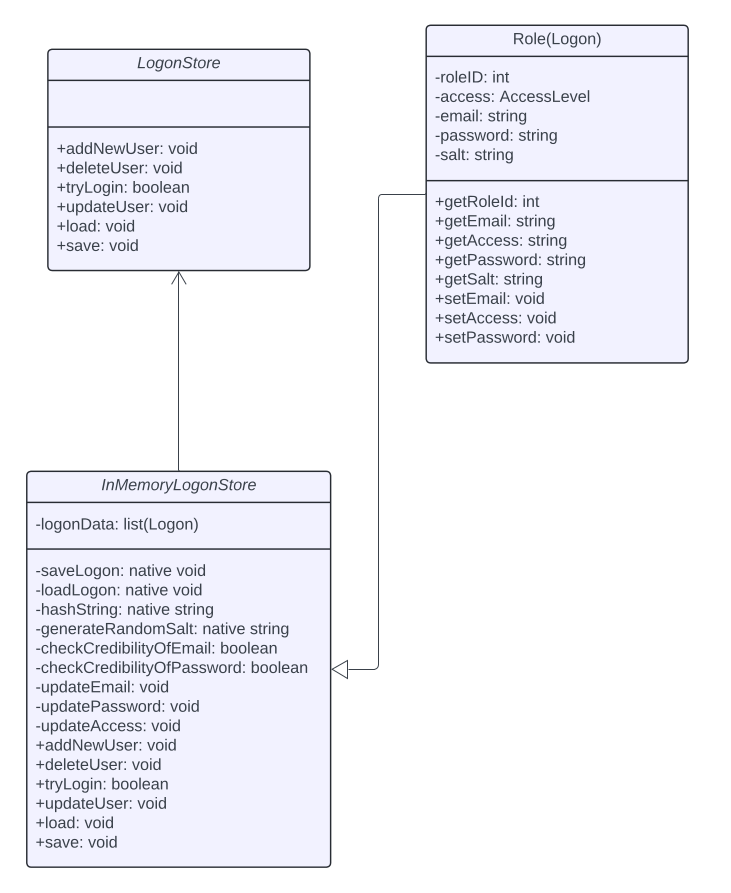 LogonStore
+addNewUser: void
+deleteUser: void
+tryLogin: boolean
+updateUser: void
+load: void
+save: void
Role(Logon)
-roleID: int
-access: AccessLevel
-email: string
-password: string
-salt: string
+getRoleId: int
+getEmail: string
+getAccess: string
+getPassword: string
+getSalt: string
+setEmail: void
+setAccess: void
+setPassword: void
InMemoryLogonStore
-logonData: list(Logon)
-saveLogon: native void
-loadLogon: native void
-hashString: native string
-generateRandomSalt: native string
-checkCredibilityOfEmail: boolean
-checkCredibilityOfPassword: boolean
-updateEmail: void
-updatePassword: void
-updateAccess: void
+addNewUser: void
+deleteUser: void
+tryLogin: boolean
+updateUser: void
+load: void
+save: void